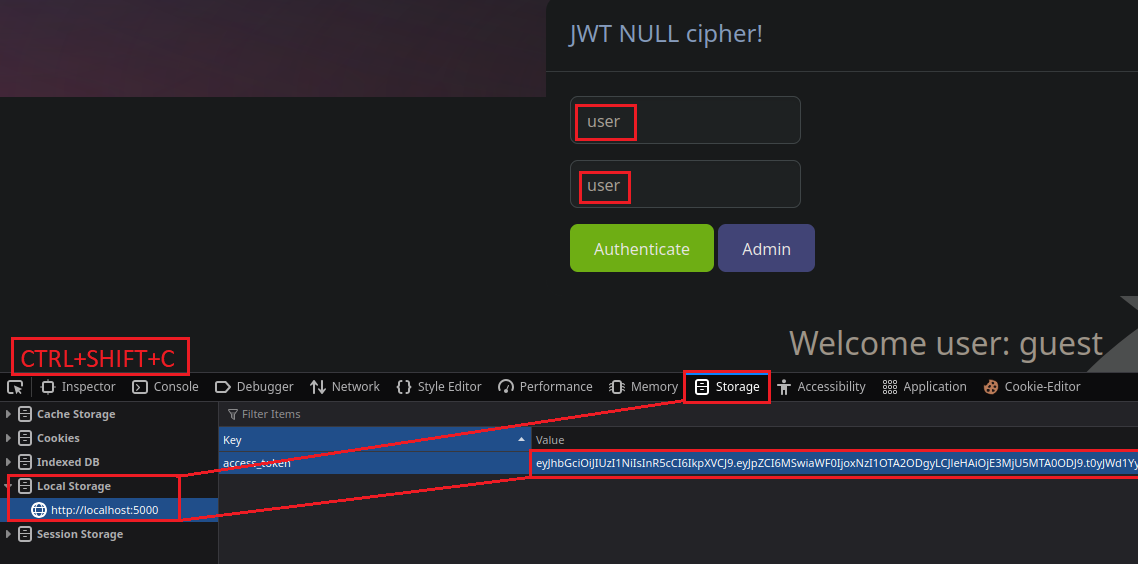 JWT NULL cipher!
user
user
Authenticate Admin
Welcome user: guest
CTRL+SHIFT+C
Inspector Console Debugger Network Style Editor Performance Memory Storage Accessibility Application Cookie-Editor
Cache Storage
Filter Items
Cookies
Key Value
Indexed DB
access_token eyJhbGciOiJIUzI1NiIsInR5cCI6IkpXVCJ9.eyJpZCI6MSwiaWF0IjoxNzI1OTA2ODgyLCJleHAiOjE3MjU5MTA0ODJ9.t0yJWd1Yy
Local Storage
http://localhost:5000
Session Storage